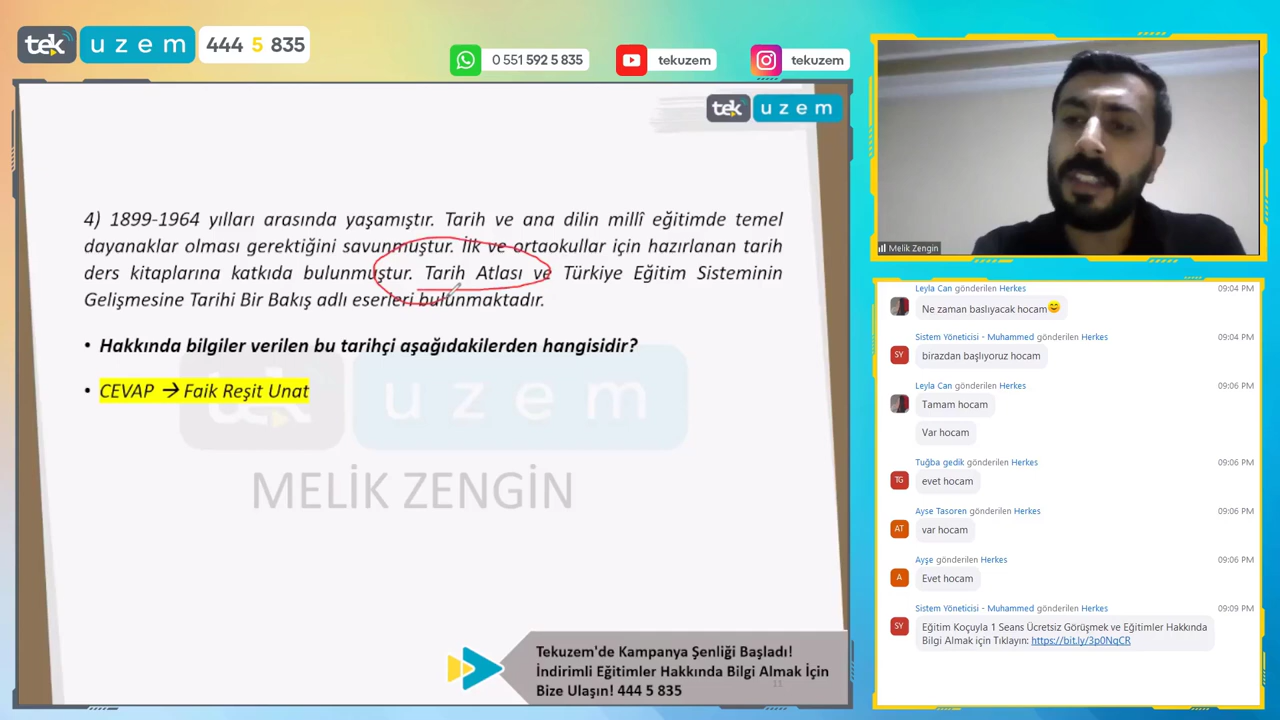 tek uzem 444 5 835
0 551 592 5 835
tekuzem
tekuzem
tek uzem
4) 1899-1964 yılları arasında yaşamıştır. Tarih ve ana dilin millî eğitimde temel
dayanaklar olması gerektiğini savunmuştur. İlk ve ortaokullar için hazırlanan tarih
ders kitaplarına katkıda bulunmuştur. Tarih Atlası ve Türkiye Eğitim Sisteminin
Gelişmesine Tarihi Bir Bakış adlı eserleri bulunmaktadır.
• Hakkında bilgiler verilen bu tarihçi aşağıdakilerden hangisidir?
• CEVAP → Faik Reşit Unat
tek uzem
MELİK ZENGİN
Tekuzem'de Kampanya Şenliği Başladı!
İndirimli Eğitimler Hakkında Bilgi Almak İçin
Bize Ulaşın! 444 5 835
11
Melik Zengin
Leyla Can gönderilen Herkes 09:04 PM
Ne zaman baslıyacak hocam😊
Sistem Yöneticisi - Muhammed gönderilen Herkes 09:04 PM
SY
birazdan başlıyoruz hocam
Leyla Can gönderilen Herkes 09:06 PM
Tamam hocam
Var hocam
Tuğba gedik gönderilen Herkes 09:06 PM
TG
evet hocam
Ayse Tasoren gönderilen Herkes 09:06 PM
AT
var hocam
Ayşe gönderilen Herkes 09:06 PM
A
Evet hocam
Sistem Yöneticisi - Muhammed gönderilen Herkes 09:09 PM
SY
Eğitim Koçuyla 1 Seans Ücretsiz Görüşmek ve Eğitimler Hakkında
Bilgi Almak için Tıklayın: https://bit.ly/3p0NqCR